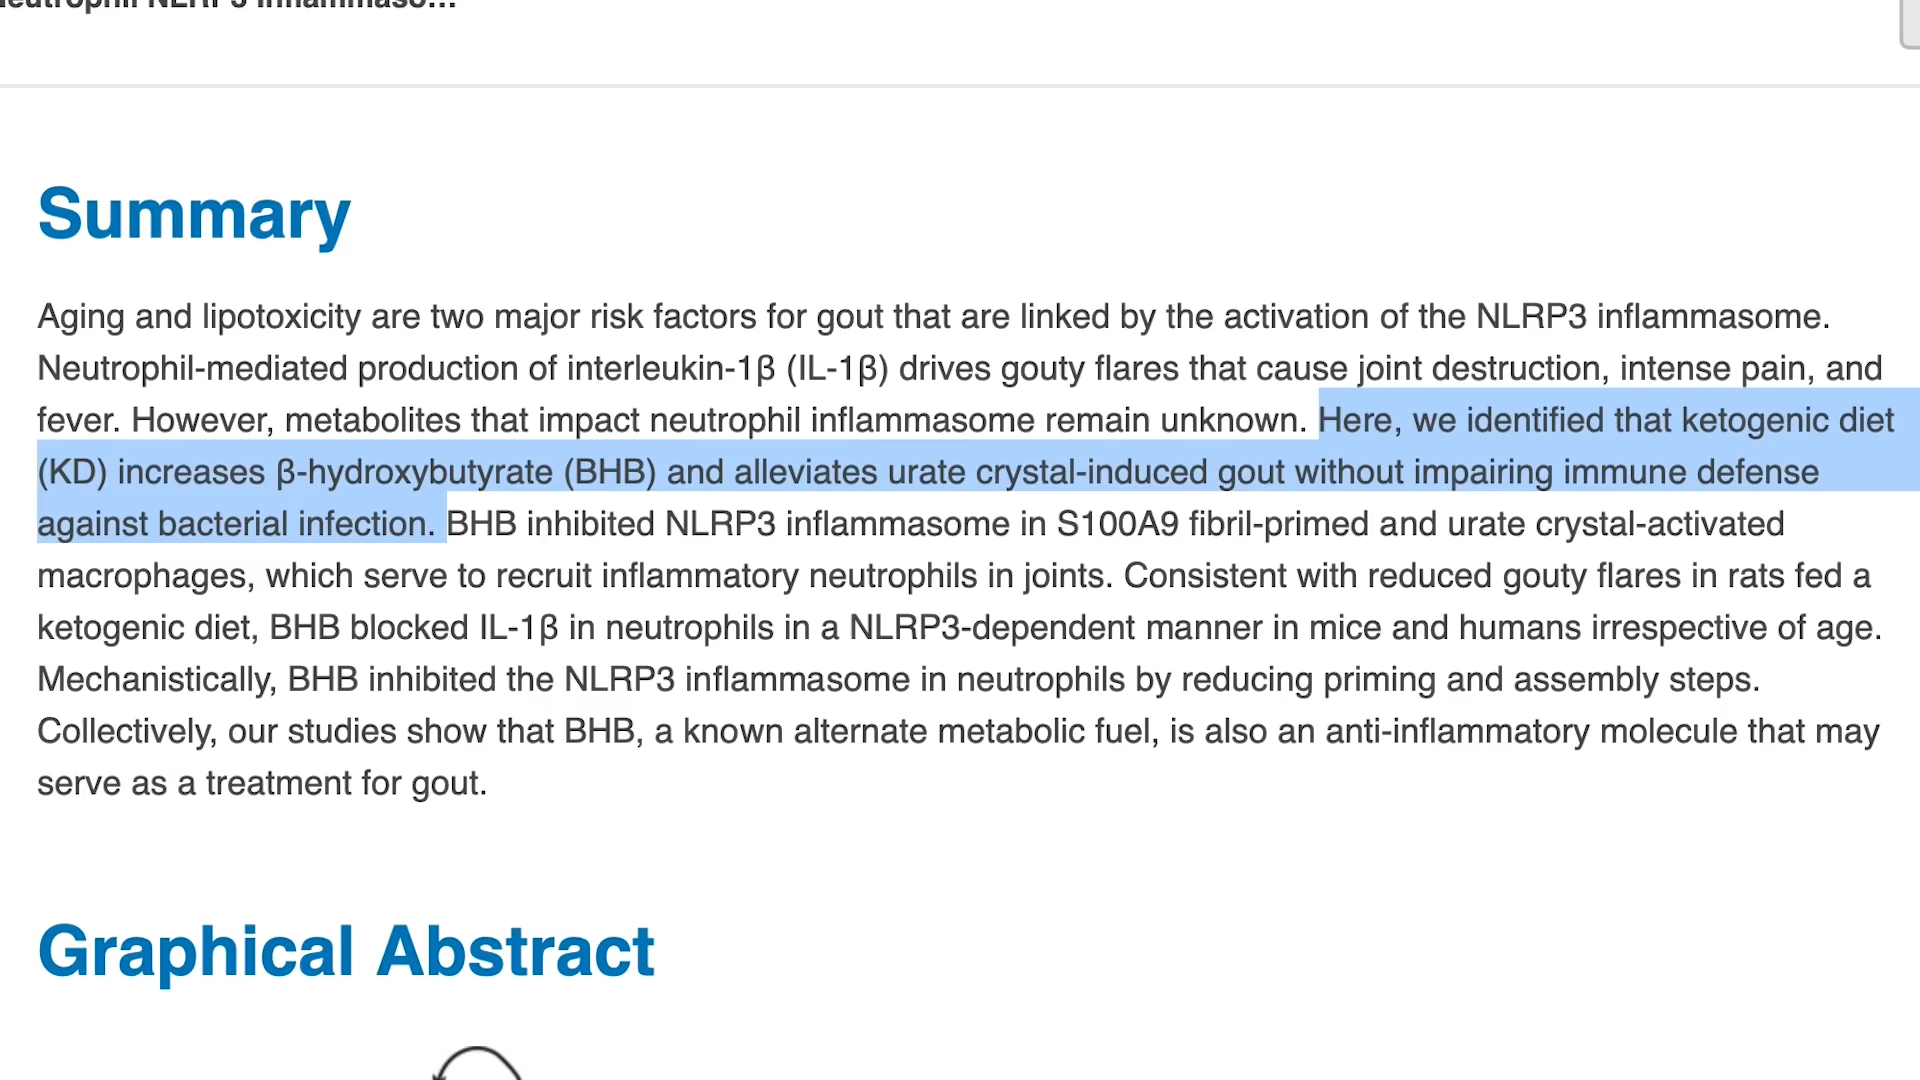 Neutrophil NLRP3 Inflammaso...
Summary
Aging and lipotoxicity are two major risk factors for gout that are linked by the activation of the NLRP3 inflammasome.
Neutrophil-mediated production of interleukin-1β (IL-1β) drives gouty flares that cause joint destruction, intense pain, and
fever. However, metabolites that impact neutrophil inflammasome remain unknown. Here, we identified that ketogenic diet
(KD) increases β-hydroxybutyrate (BHB) and alleviates urate crystal-induced gout without impairing immune defense
against bacterial infection. BHB inhibited NLRP3 inflammasome in S100A9 fibril-primed and urate crystal-activated
macrophages, which serve to recruit inflammatory neutrophils in joints. Consistent with reduced gouty flares in rats fed a
ketogenic diet, BHB blocked IL-1β in neutrophils in a NLRP3-dependent manner in mice and humans irrespective of age.
Mechanistically, BHB inhibited the NLRP3 inflammasome in neutrophils by reducing priming and assembly steps.
Collectively, our studies show that BHB, a known alternate metabolic fuel, is also an anti-inflammatory molecule that may
serve as a treatment for gout.
Graphical Abstract